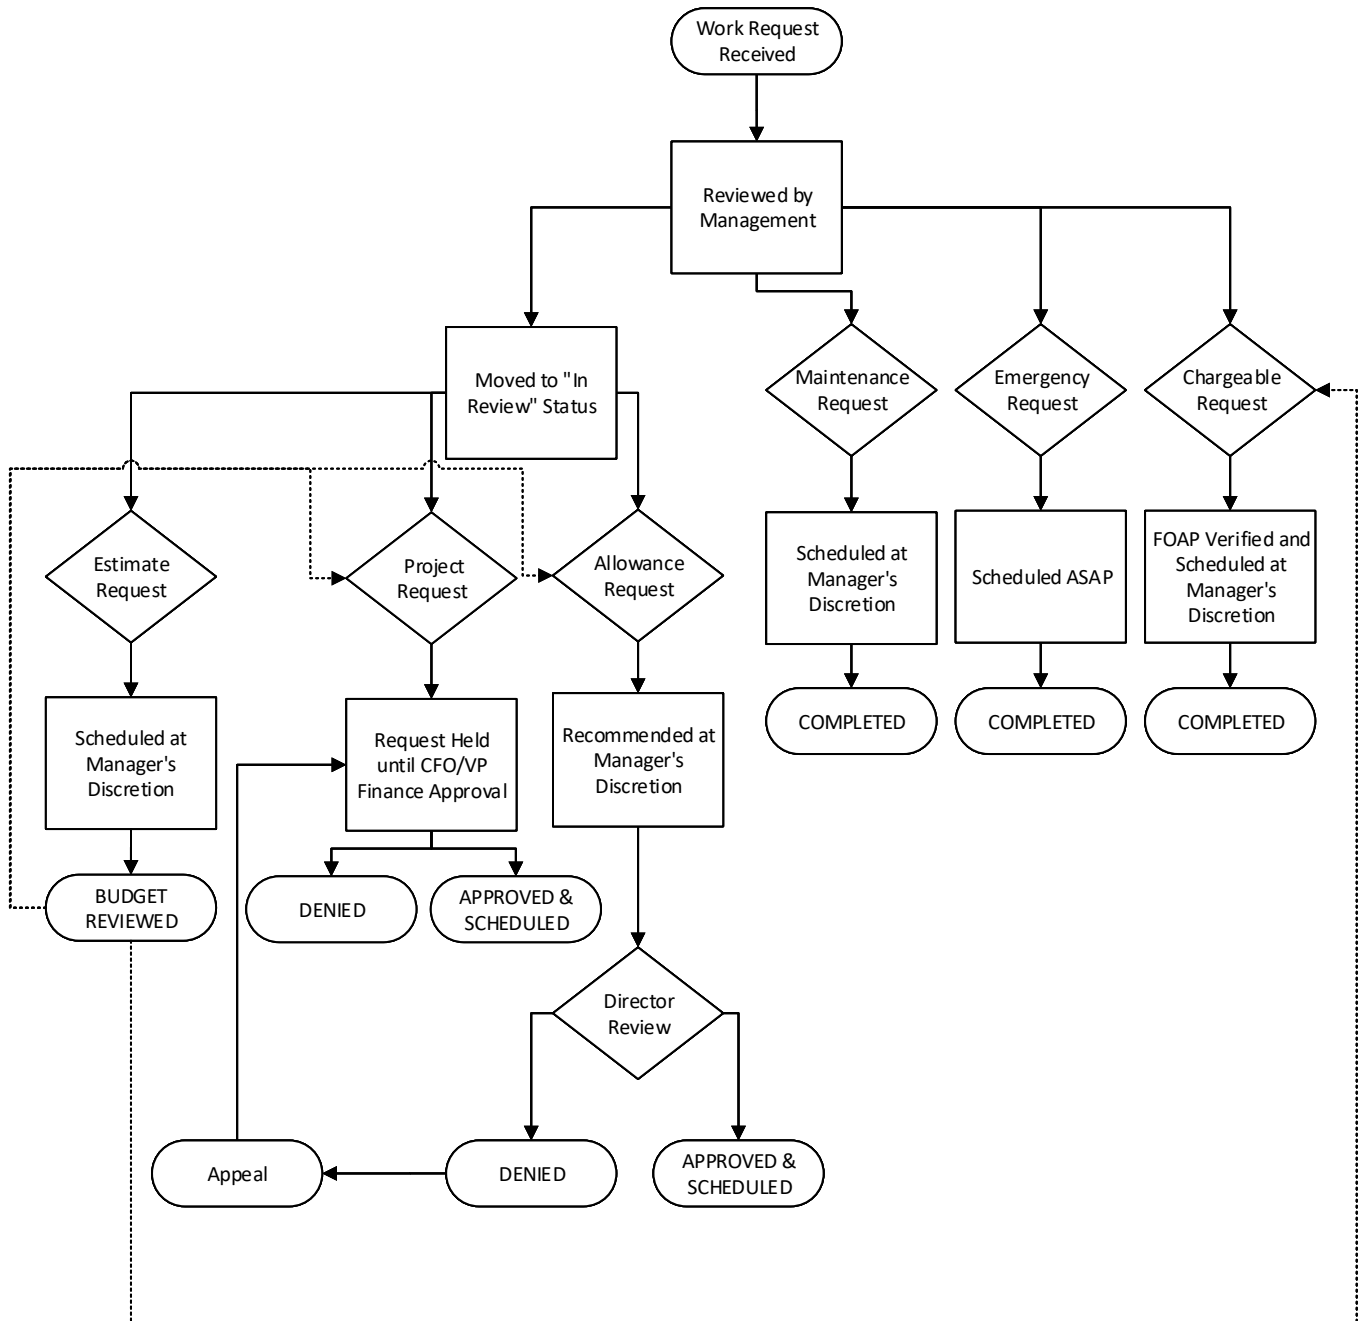 Work Request
Received
Reviewed by
Management
Moved to "In
Review" Status
Maintenance
Request
Emergency
Request
Chargeable
Request
Estimate
Request
Project
Request
Allowance
Request
Scheduled at
Manager's
Discretion
Scheduled ASAP
FOAP Verified and
Scheduled at
Manager's
Discretion
Scheduled at
Manager's
Discretion
Request Held
until CFO/VP
Finance Approval
Recommended at
Manager's
Discretion
COMPLETED
COMPLETED
COMPLETED
BUDGET
REVIEWED
DENIED
APPROVED &
SCHEDULED
Director
Review
Appeal
DENIED
APPROVED &
SCHEDULED